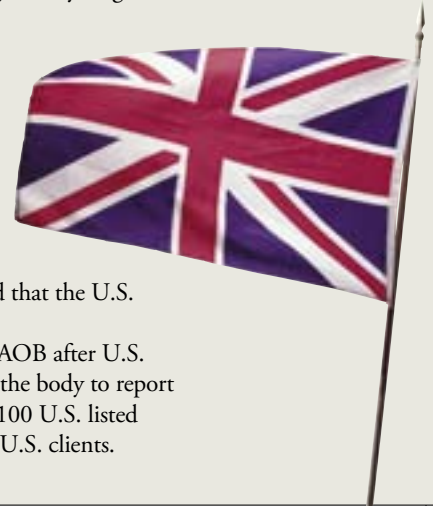 d that the U.S.
AOB after U.S.
the body to report
100 U.S. listed
U.S. clients.